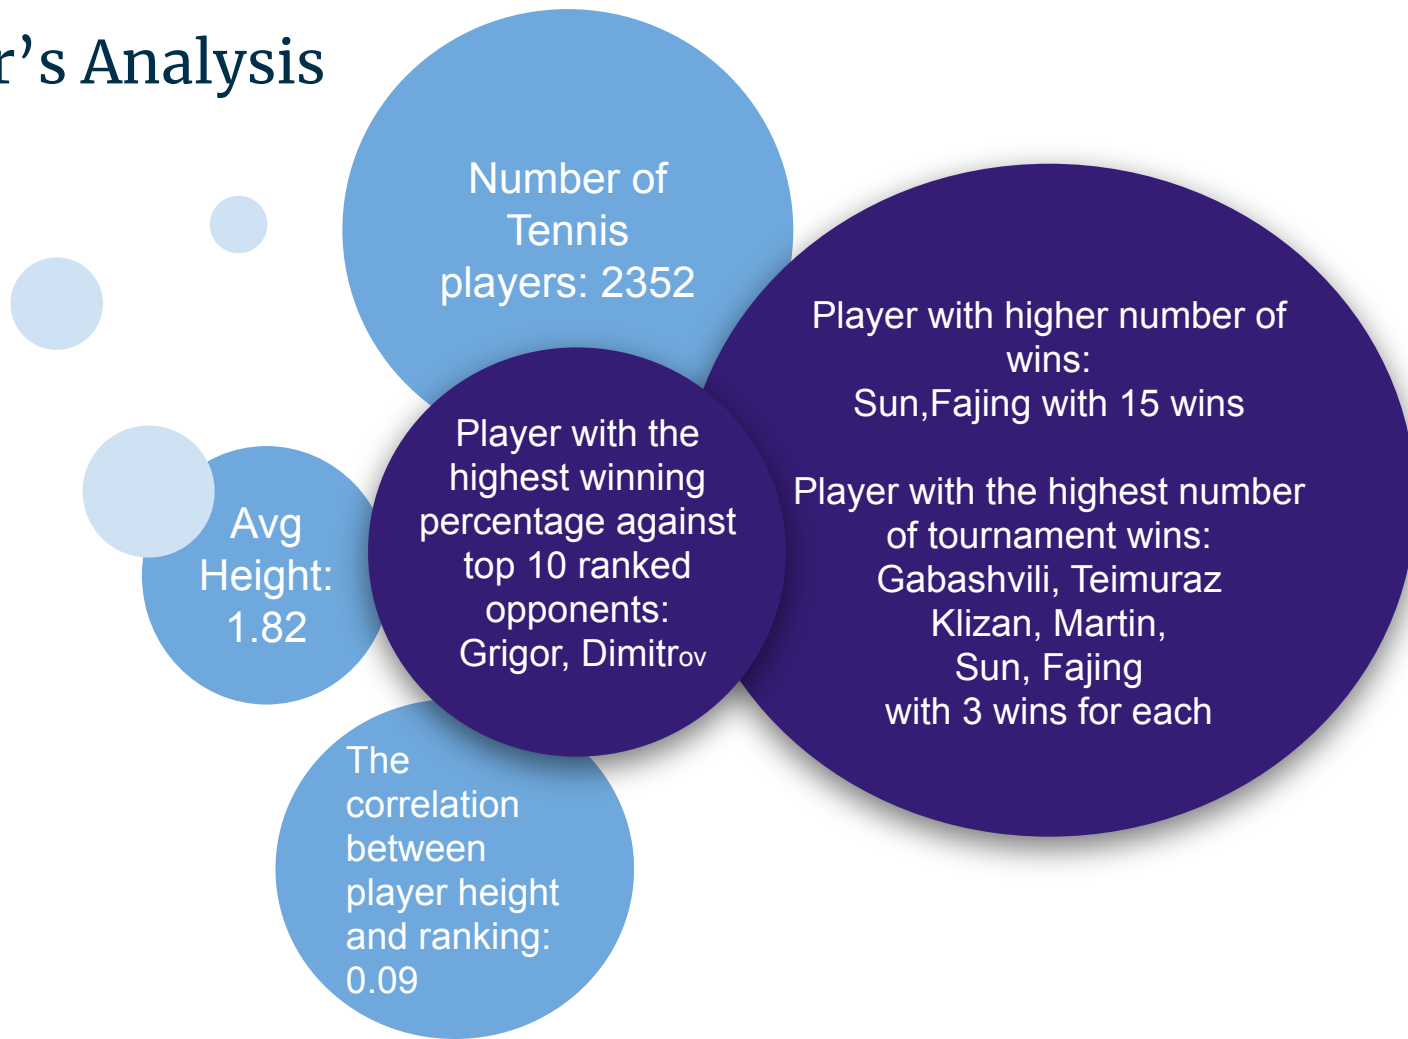 r’s Analysis
Number of
Tennis
players: 2352
Player with higher number of
wins:
Sun,Fajing with 15 wins
Player with the highest number
of tournament wins:
Gabashvili, Teimuraz
Klizan, Martin,
Sun, Fajing
with 3 wins for each
Player with the
highest winning
percentage against
top 10 ranked
opponents:
Grigor, Dimitrov
Avg
Height:
1.82
The
correlation
between
player height
and ranking:
0.09